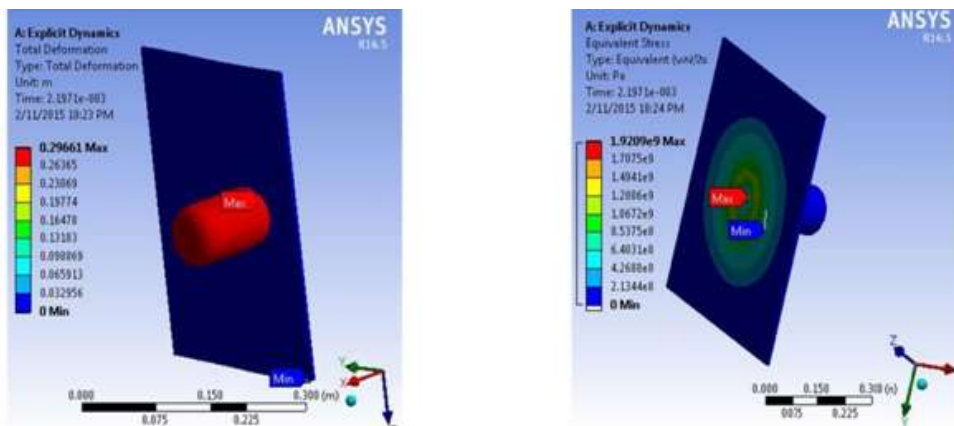 ANSYS
R16.5
A: Explicit Dynamics
Total Deformation
Type: Total Deformation
Unit: m
Time: 2.1971e-003
2/11/2015 10:23 PM
0.29661 Max
0.26365
0.23069
0.19774
0.16478
0.13183
0.098869
0.065913
0.032956
0 Min
Max
Min
0.000
0.150
0.300 (m)
0.075
0.225
Y
X
ANSYS
R16.5
A: Explicit Dynamics
Equivalent Stress
Type: Equivalent
Unit: Pa
Time: 2.1971e-003
2/11/2015 10:24 PM
1.9209e9 Max
1.7075e9
1.4941e9
1.2806e9
1.0672e9
8.5375e8
6.4031e8
4.2688e8
2.1344e8
0 Min
Max
Min
0.000
0.150
0.300
075
0.225
Z
Y